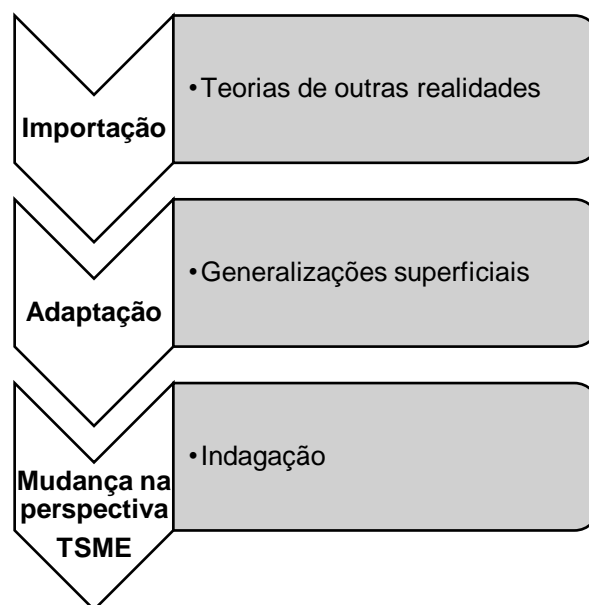 Importação
•Teorias de outras realidades
Adaptação
•Generalizações superficiais
Mudança na
perspectiva
TSME
•Indagação